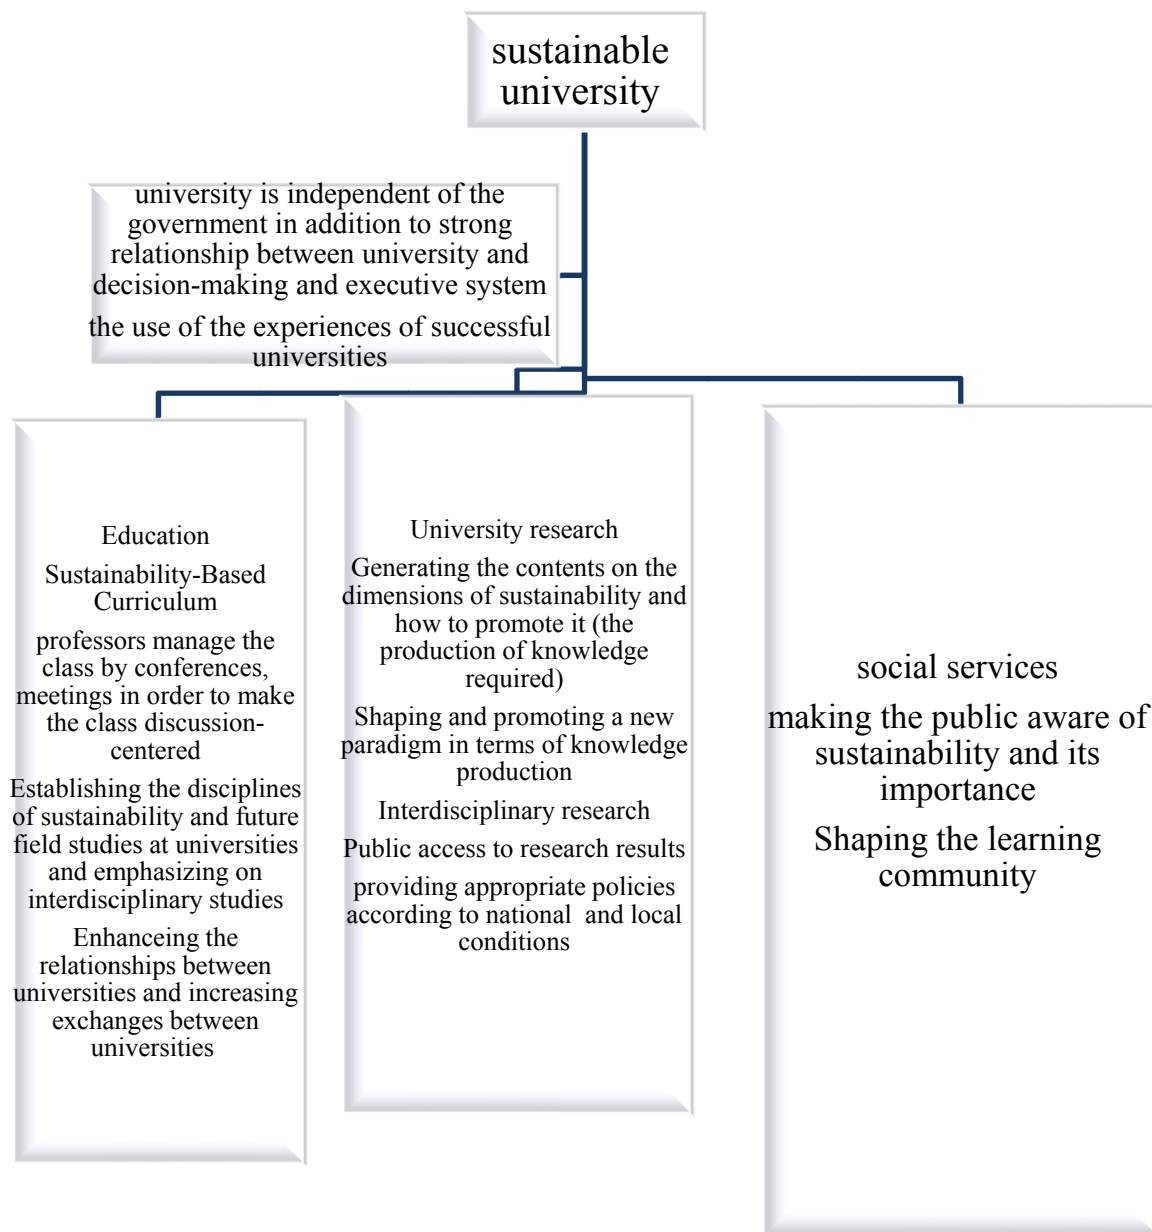 sustainable
university
university is independent of the
government in addition to strong
relationship between university and
decision-making and executive system
the use of the experiences of successful
universities
Education
Sustainability-Based
Curriculum
professors manage the
class by conferences,
meetings in order to make
the class discussion-
centered
Establishing the disciplines
of sustainability and future
field studies at universities
and emphasizing on
interdisciplinary studies
Enhanceing the
relationships between
universities and increasing
exchanges between
universities
University research
Generating the contents on the
dimensions of sustainability and
how to promote it (the
production of knowledge
required)
Shaping and promoting a new
paradigm in terms of knowledge
production
Interdisciplinary research
Public access to research results
providing appropriate policies
according to national  and local
conditions
social services
making the public aware of
sustainability and its
importance
Shaping the learning
community